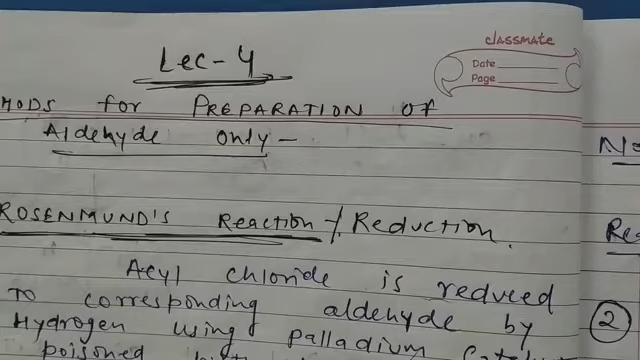 classmate
Date
Page
Lec-4
HODS for PREPARATION OF
Aldehyde only-
ROSENMUND'S Reaction / Reduction.
Acyl chloride is reduced
To corresponding aldehyde by
Hydrogen using palladium
poisoned
N
Re
2